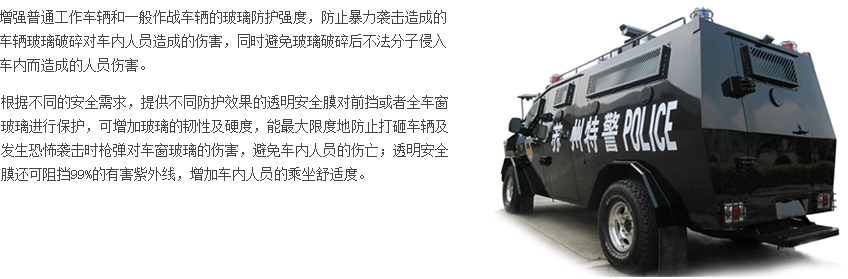 增强普通工作车辆和一般作战车辆的玻璃防护强度，防止暴力袭击造成的
车辆玻璃破碎对车内人员造成的伤害，同时避免玻璃破碎后不法分子侵入
车内而造成的人员伤害。
根据不同的安全需求，提供不同防护效果的透明安全膜对前挡或者全车窗
玻璃进行保护，可增加玻璃的韧性及硬度，能最大限度地防止打砸车辆及
发生恐怖袭击时枪弹对车窗玻璃的伤害，避免车内人员的伤亡；透明安全
膜还可阻挡99%的有害紫外线，增加车内人员的乘坐舒适度。
州特警 POLICE